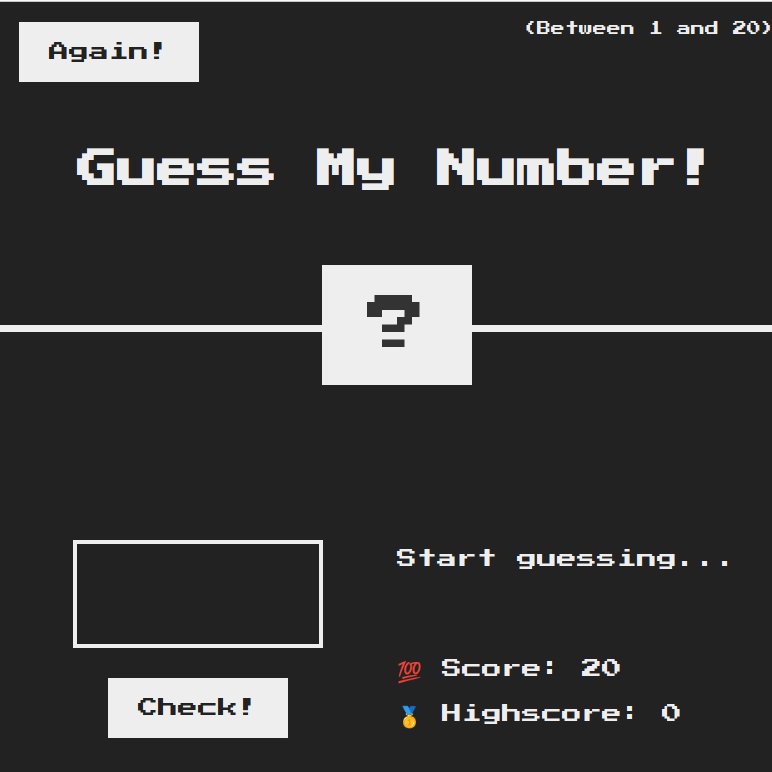 Again!
(Between 1 and 20)
Guess My Number!
?
Start guessing...
💯 Score: 20
Check!
🥇 Highscore: 0